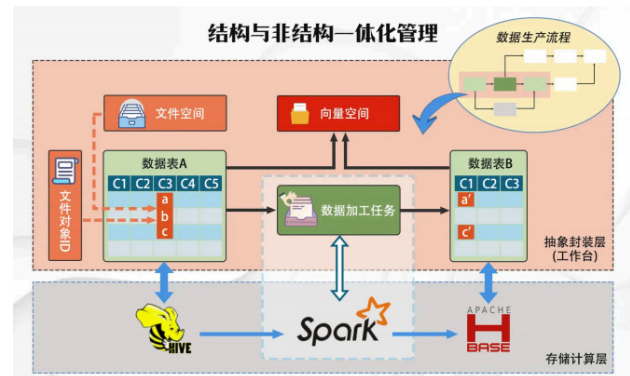 结构与非结构一体化管理
数据生产流程
文件空间
向量空间
文件对象ID
数据表A
C1 C2 C3 C4 C5
a
b
c
数据加工任务
数据表B
C1 C2 C3
a'
c'
抽象封装层
(工作台)
HIVE
Spark
APACHE
H
BASE
存储计算层